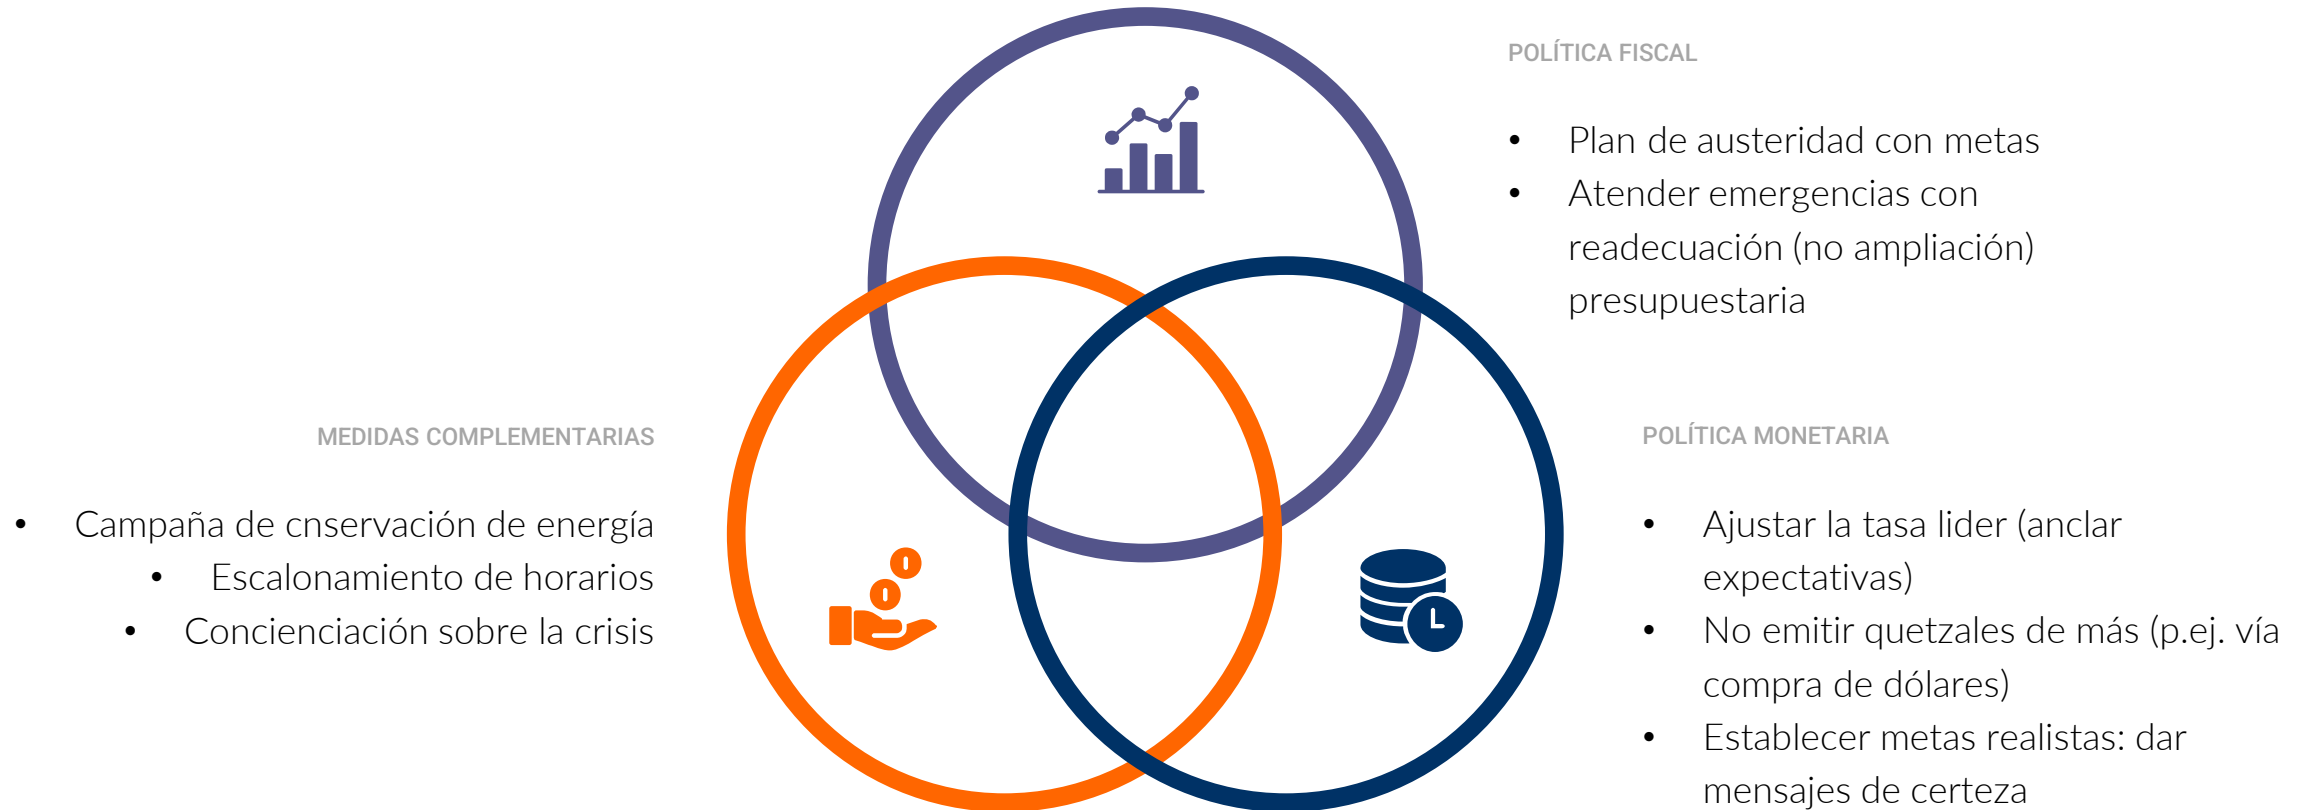 POLÍTICA FISCAL
• Plan de austeridad con metas
• Atender emergencias con
readecuación (no ampliación)
presupuestaria
MEDIDAS COMPLEMENTARIAS
• Campaña de cnservación de energía
• Escalonamiento de horarios
• Concienciación sobre la crisis
POLÍTICA MONETARIA
• Ajustar la tasa lider (anclar
expectativas)
• No emitir quetzales de más (p.ej. vía
compra de dólares)
• Establecer metas realistas: dar
mensajes de certeza